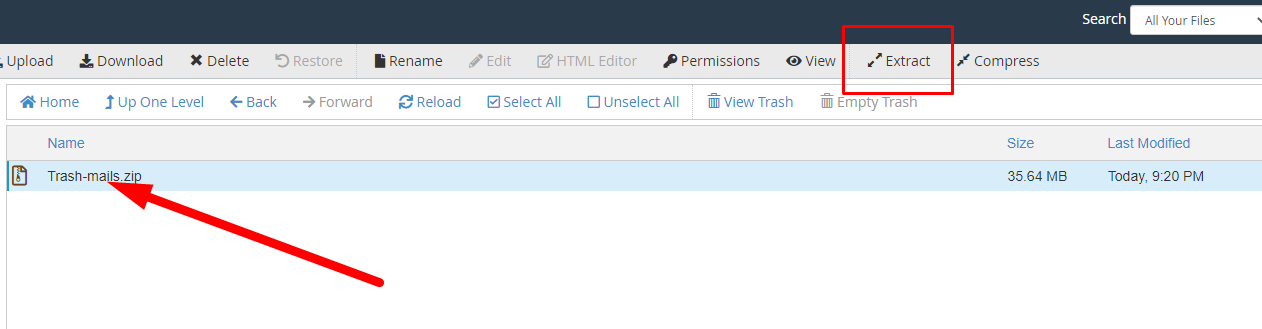 Search All Your Files
Upload Download Delete Restore Rename Edit HTML Editor Permissions View Extract Compress
Home Up One Level Back Forward Reload Select All Unselect All View Trash Empty Trash
Name Size Last Modified
Trash-mails.zip 35.64 MB Today, 9:20 PM